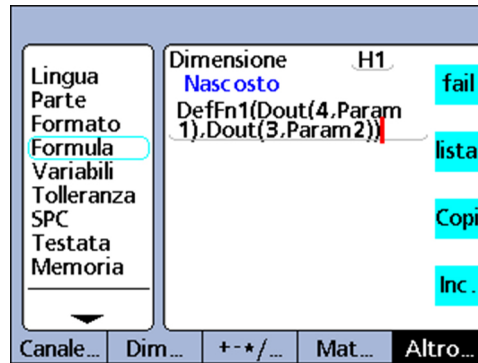 Lingua
Parte
Formato
Formula
Variabili
Tolleranza
SPC
Testata
Memoria
Dimensione H1
Nascosto
DefFn1(Dout(4,Param
1),Dout(3,Param2))
fail
lista
Copi
Inc.
Canale... Dim... +-*/... Mat... Altro...